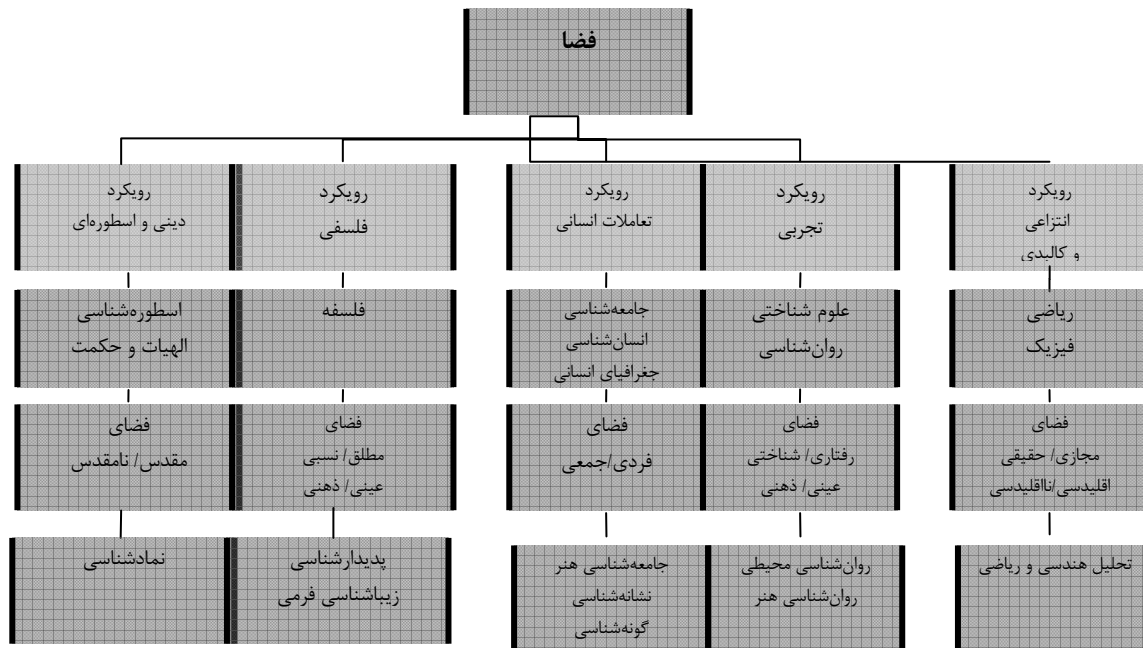 فضا
رویکرد
انتزاعی
و کالبدی
رویکرد
تجربی
رویکرد
تعاملات انسانی
رویکرد
فلسفی
رویکرد
دینی و اسطوره‌ای
ریاضی
فیزیک
علوم شناختی
روان‌شناسی
جامعه‌شناسی
انسان‌شناسی
جغرافیای انسانی
فلسفه
اسطوره‌شناسی
الهیات و حکمت
فضای
مجازی/ حقیقی
اقلیدسی/نااقلیدسی
فضای
رفتاری/ شناختی
عینی/ ذهنی
فضای
فردی/جمعی
فضای
مطلق/ نسبی
عینی/ ذهنی
فضای
مقدس/ نامقدس
تحلیل هندسی و ریاضی
روان‌شناسی محیطی
روان‌شناسی هنر
جامعه‌شناسی هنر
نشانه‌شناسی
گونه‌شناسی
پدیدارشناسی
زیباشناسی فرمی
نمادشناسی